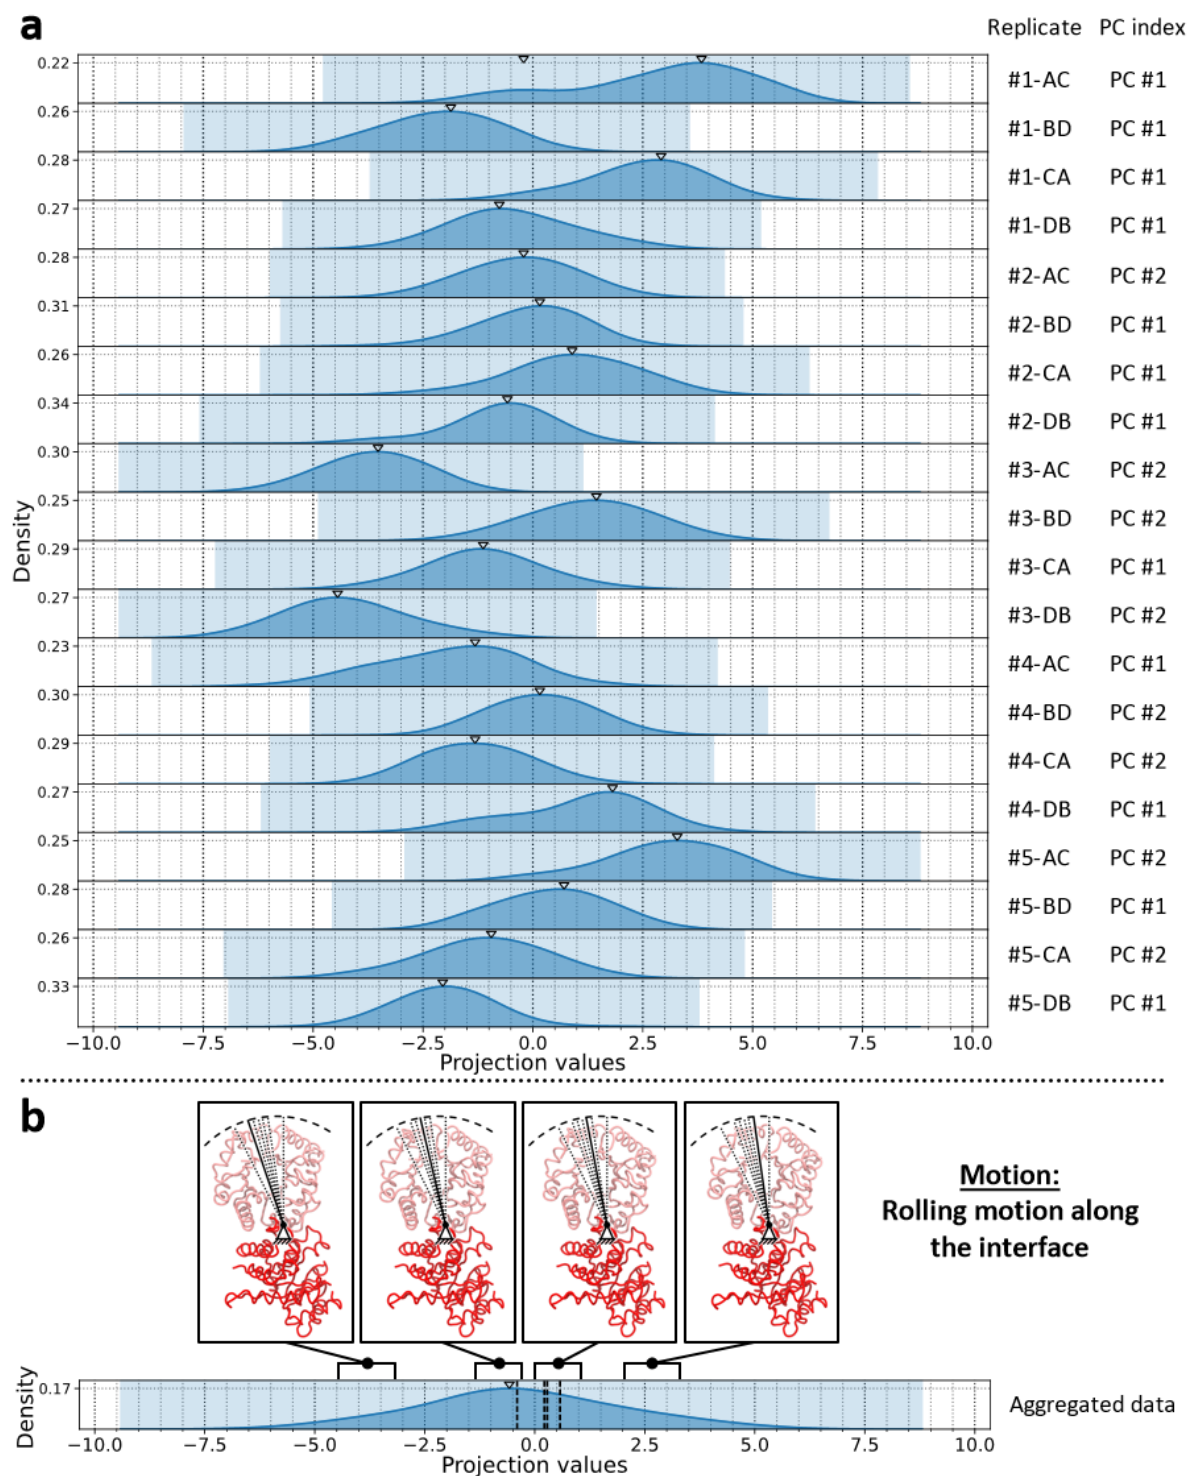 a
Replicate PC index
0.22 #1-AC PC #1
0.26 #1-BD PC #1
0.28 #1-CA PC #1
0.27 #1-DB PC #1
0.28 #2-AC PC #2
0.31 #2-BD PC #1
0.26 #2-CA PC #1
0.34 #2-DB PC #1
0.30 #3-AC PC #2
0.25 #3-BD PC #2
Density
0.29 #3-CA PC #1
0.27 #3-DB PC #2
0.23 #4-AC PC #1
0.30 #4-BD PC #2
0.29 #4-CA PC #2
0.27 #4-DB PC #1
0.25 #5-AC PC #2
0.28 #5-BD PC #1
0.26 #5-CA PC #2
0.33 #5-DB PC #1
−10.0 −7.5 −5.0 −2.5 0.0 2.5 5.0 7.5 10.0
Projection values
b
Motion:
Rolling motion along
the interface
Density
0.17 Aggregated data
−10.0 −7.5 −5.0 −2.5 0.0 2.5 5.0 7.5 10.0
Projection values